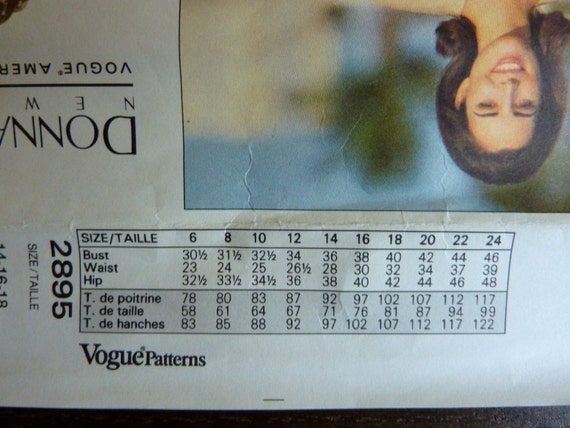 VOGUE® AMER
NEW
DONNA
SIZE/TAILLE 6 8 10 12 14 16 18 20 22 24
Bust 30½ 31½ 32½ 34 36 38 40 42 44 46
Waist 23 24 25 26½ 28 30 32 34 37 39
Hip 32½ 33½ 34½ 36 38 40 42 44 46 48
T. de poitrine 78 80 83 87 92 97 102 107 112 117
T. de taille 58 61 64 67 71 76 81 87 94 99
T. de hanches 83 85 88 92 97 102 107 112 117 122
2895
SIZE/TAILLE
14-16-18
Vogue® Patterns